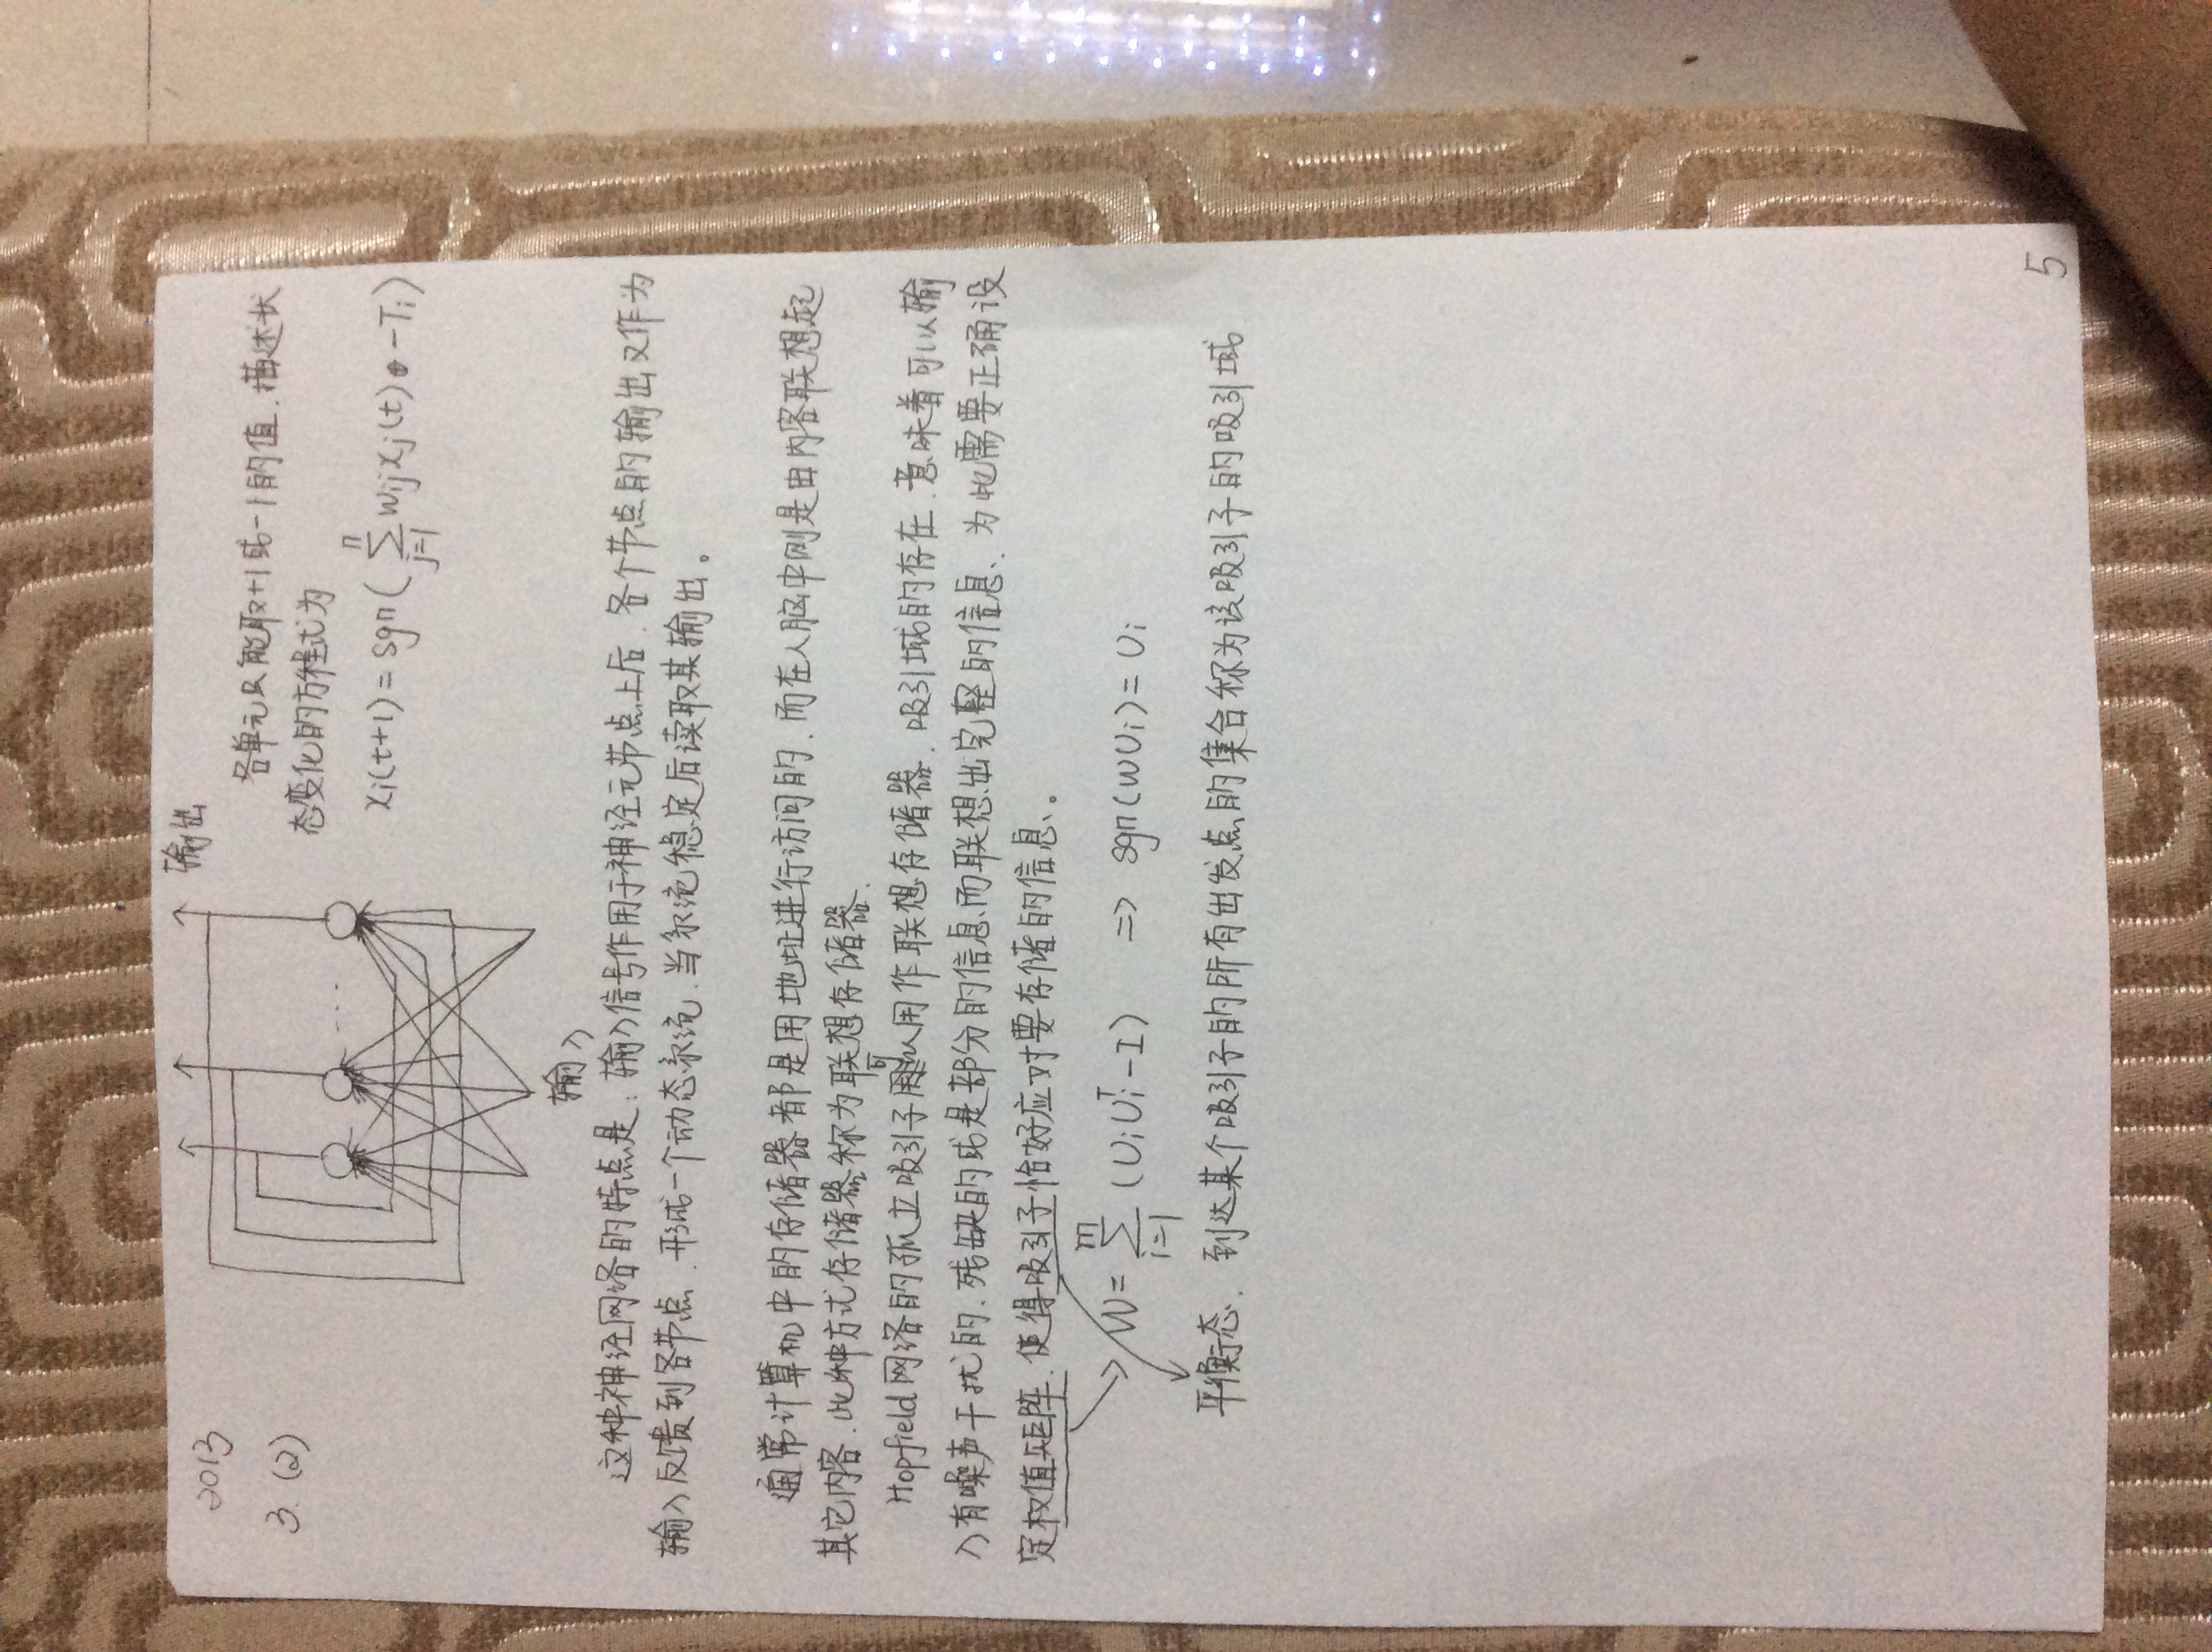 2013
3. (2)
输出
各单元只能取+1或-1的值. 描述状
态变化的方程式为
xi(t+1) = sgn( n∑j=1 wij xj(t) - Ti )
输入
这种神经网络的特点是: 输入信号作用于神经元节点上后. 各个节点的输出又作为
输入反馈到各节点. 形成一个动态系统. 当系统稳定后读取其输出。
通常计算机中的存储器都是用地址进行访问的. 而在人脑中则是由内容联想起
其它内容. 此种方式存储器称为联想存储器.
Hopfield网络的孤立吸引子可以用作联想存储器. 吸引域的存在. 意味着可以输
入有噪声干扰的. 残缺的或是部分的信息而联想出完整的信息、为此需要正确设
定权值矩阵. 使得吸引子恰好应对要存储的信息、。
W = m∑i=1 (UiUiT-I) => sgn(WUi) = Ui
平衡态. 到达某个吸引子的所有出发点的集合称为该吸引子的吸引域
5